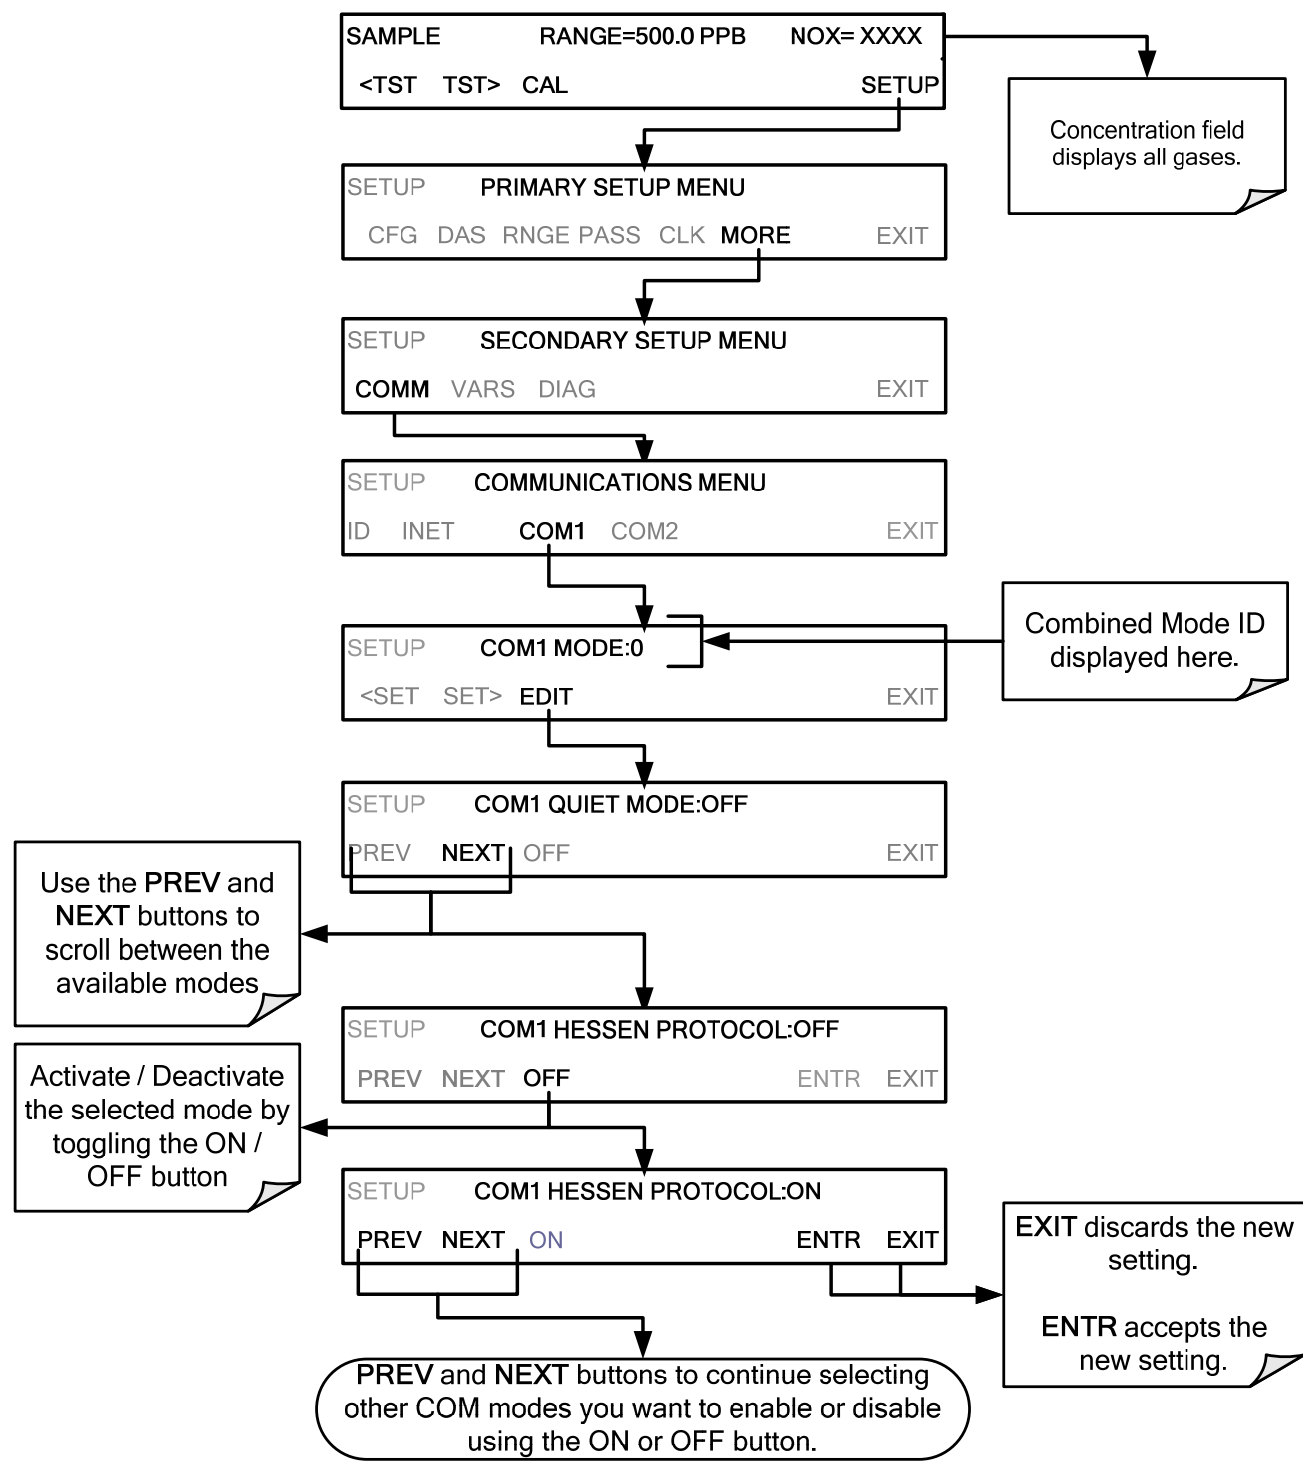 SAMPLE RANGE=500.0 PPB NOX= XXXX
<TST TST> CAL SETUP
Concentration field
displays all gases.
SETUP PRIMARY SETUP MENU
CFG DAS RNGE PASS CLK MORE EXIT
SETUP SECONDARY SETUP MENU
COMM VARS DIAG EXIT
SETUP COMMUNICATIONS MENU
ID INET COM1 COM2 EXIT
Combined Mode ID
displayed here.
SETUP COM1 MODE:0
<SET SET> EDIT EXIT
SETUP COM1 QUIET MODE:OFF
PREV NEXT OFF EXIT
Use the PREV and
NEXT buttons to
scroll between the
available modes
SETUP COM1 HESSEN PROTOCOL:OFF
PREV NEXT OFF ENTR EXIT
Activate / Deactivate
the selected mode by
toggling the ON /
OFF button
SETUP COM1 HESSEN PROTOCOL:ON
PREV NEXT ON ENTR EXIT
EXIT discards the new
setting.
ENTR accepts the
new setting.
PREV and NEXT buttons to continue selecting
other COM modes you want to enable or disable
using the ON or OFF button.